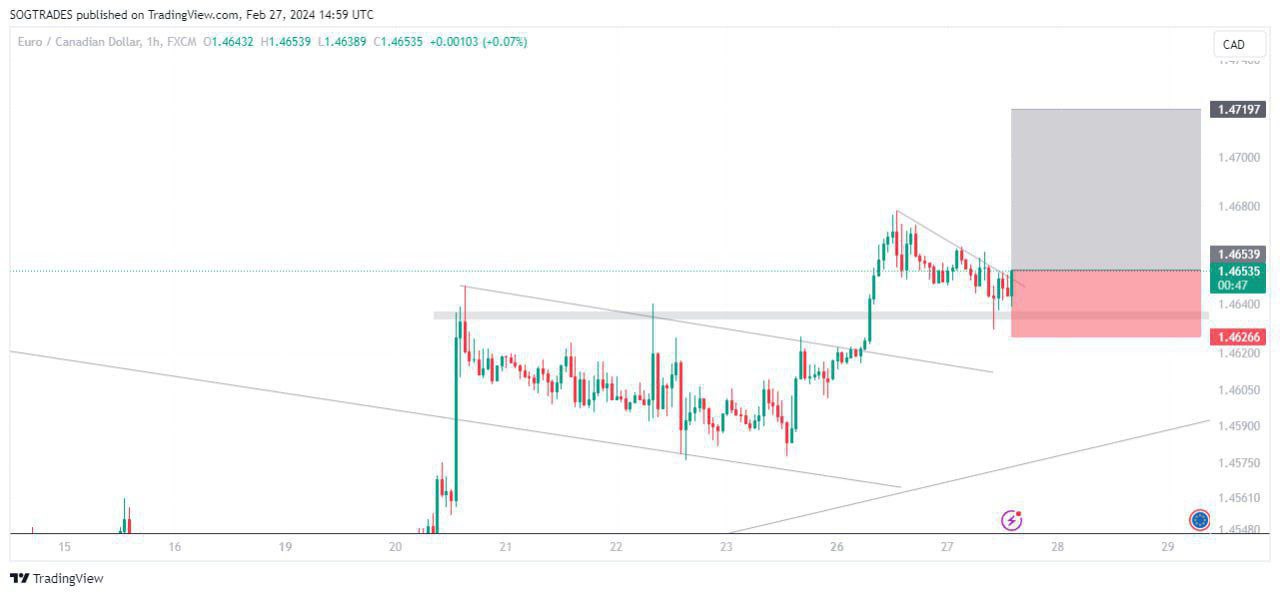 SOGTRADES published on TradingView.com, Feb 27, 2024 14:59 UTC
Euro / Canadian Dollar, 1h, FXCM O1.46432 H1.46539 L1.46389 C1.46535 +0.00103 (+0.07%)
CAD
1.47197
1.47000
1.46800
1.46539
1.46535
00:47
1.46400
1.46266
1.46200
1.46050
1.45900
1.45750
1.45610
1.45480
15 16 19 20 21 22 23 26 27 28 29
TradingView